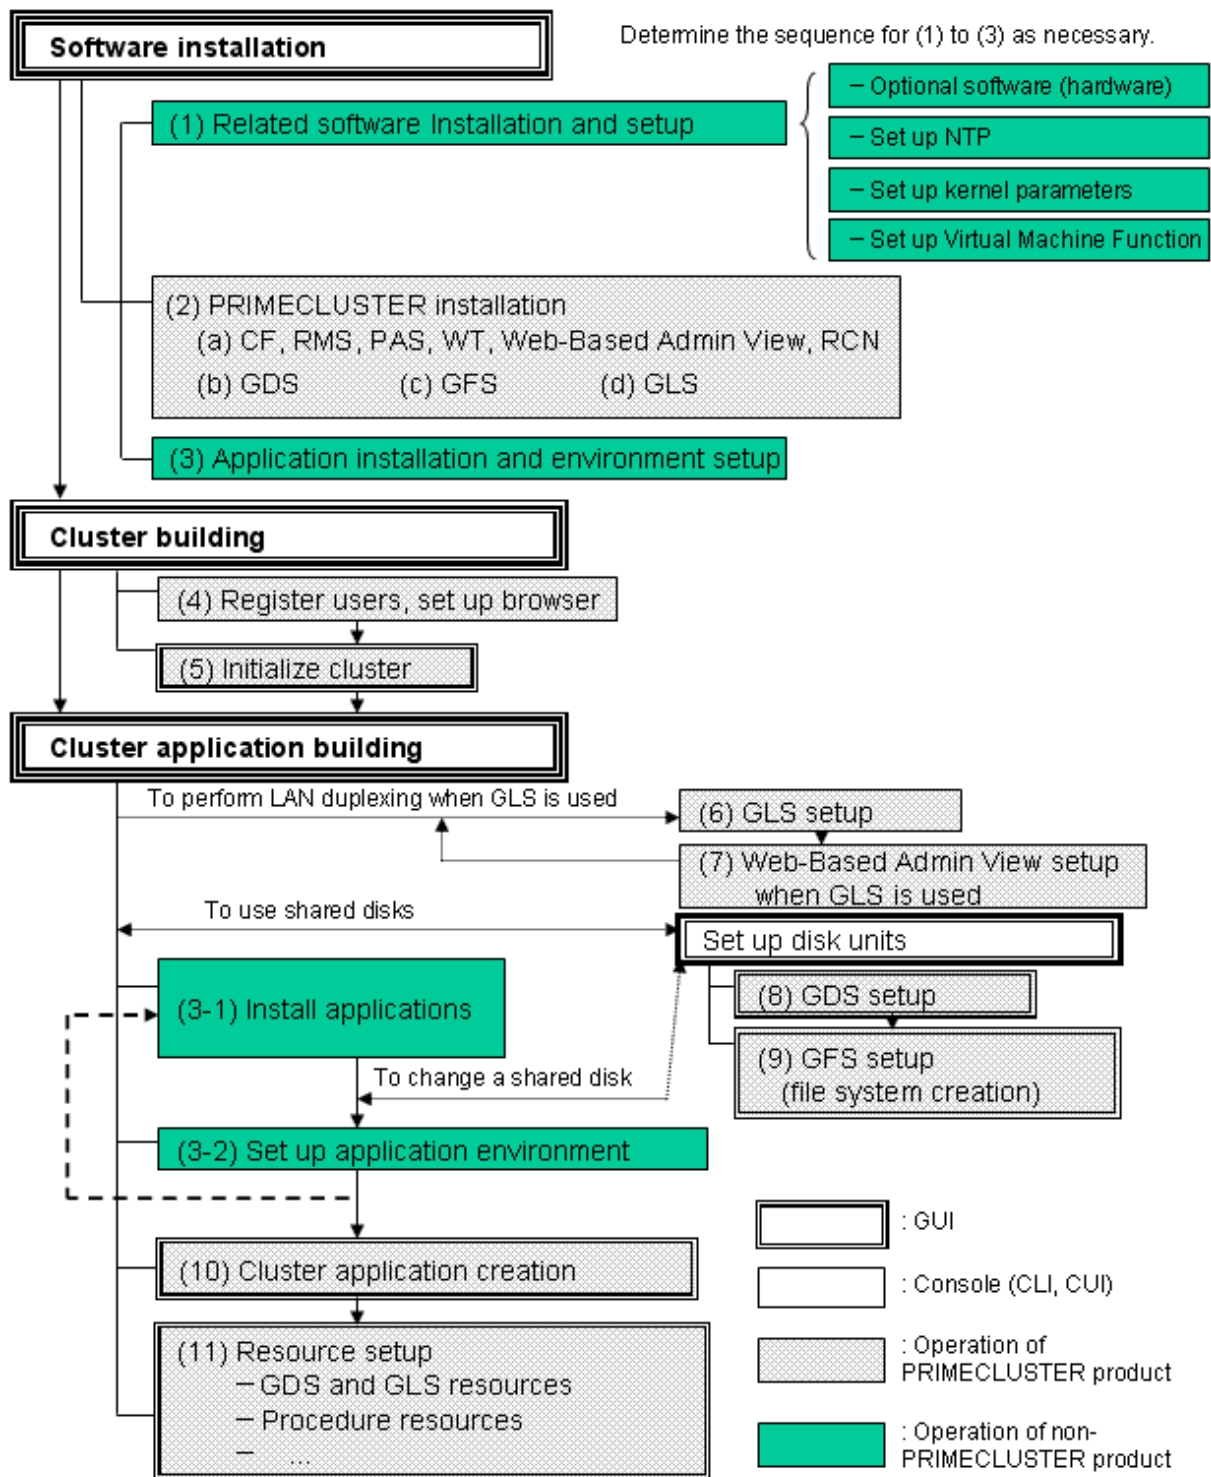 Software installation
Determine the sequence for (1) to (3) as necessary.
(1) Related software Installation and setup
– Optional software (hardware)
– Set up NTP
– Set up kernel parameters
– Set up Virtual Machine Function
(2) PRIMECLUSTER installation
(a) CF, RMS, PAS, WT, Web-Based Admin View, RCN
(b) GDS (c) GFS (d) GLS
(3) Application installation and environment setup
Cluster building
(4) Register users, set up browser
(5) Initialize cluster
Cluster application building
To perform LAN duplexing when GLS is used
(6) GLS setup
(7) Web-Based Admin View setup
when GLS is used
To use shared disks
Set up disk units
(8) GDS setup
(9) GFS setup
(file system creation)
(3-1) Install applications
To change a shared disk
(3-2) Set up application environment
(10) Cluster application creation
(11) Resource setup
– GDS and GLS resources
– Procedure resources
– ...
: GUI
: Console (CLI, CUI)
: Operation of
PRIMECLUSTER product
: Operation of non-
PRIMECLUSTER product